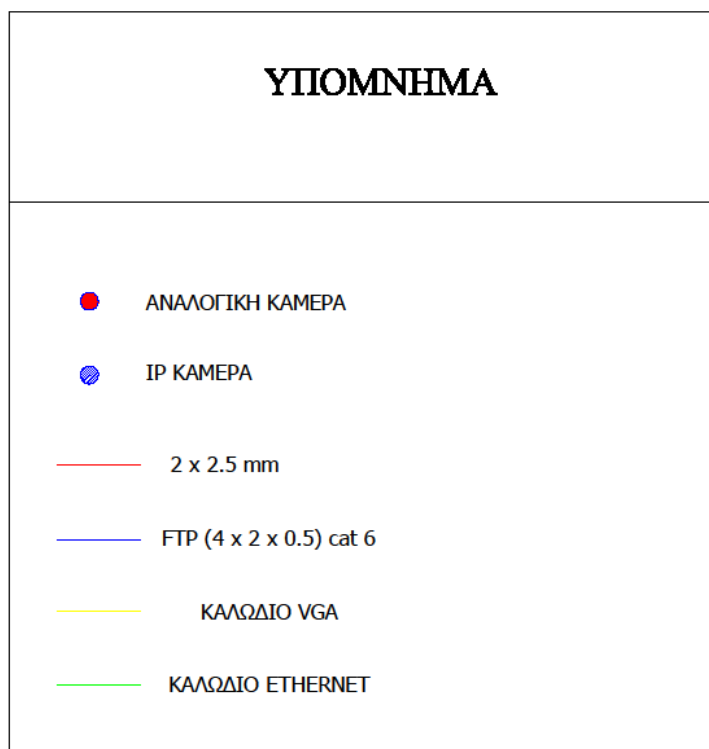 ΥΠΟΜΝΗΜΑ
ΑΝΑΛΟΓΙΚΗ ΚΑΜΕΡΑ
IP ΚΑΜΕΡΑ
2 x 2.5 mm
FTP (4 x 2 x 0.5) cat 6
ΚΑΛΩΔΙΟ VGA
ΚΑΛΩΔΙΟ ETHERNET